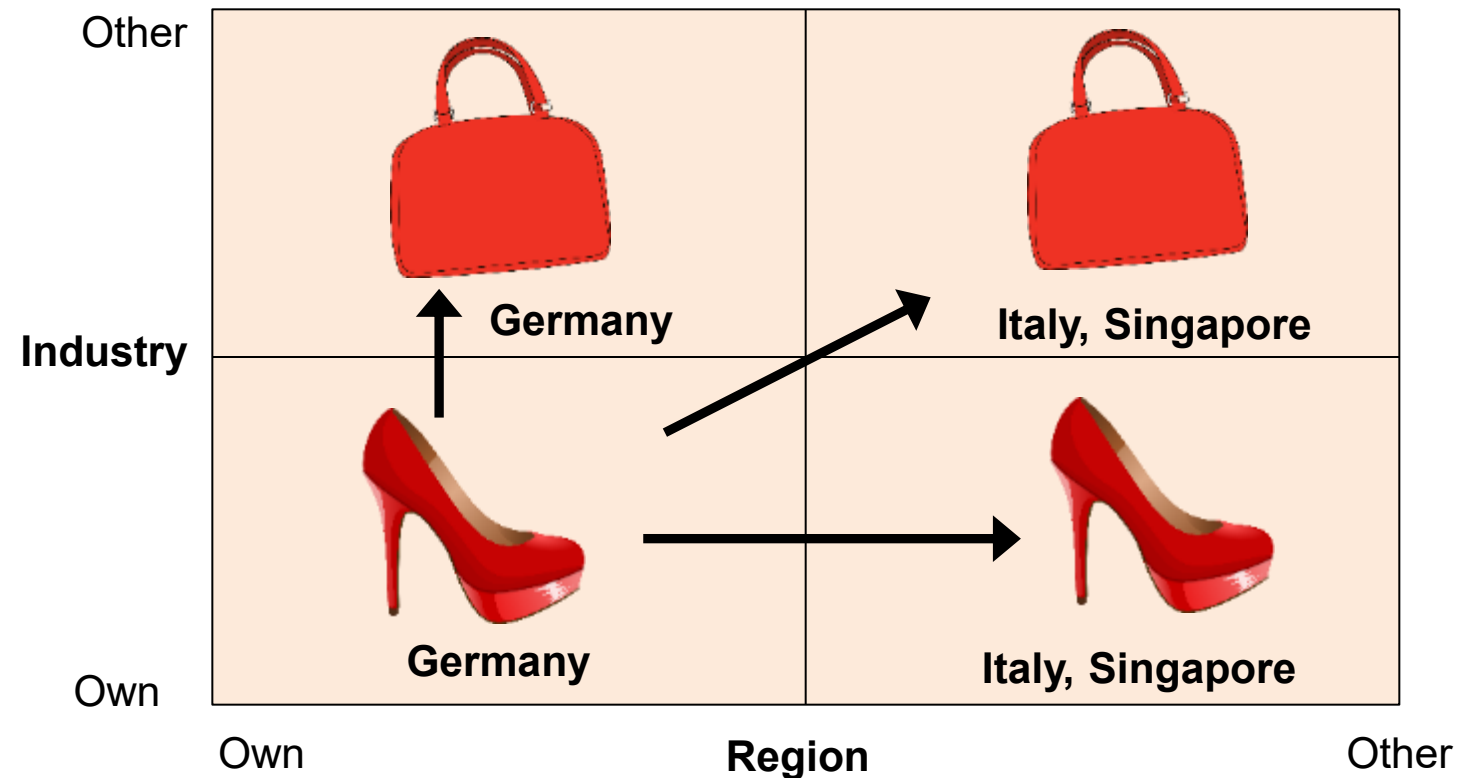 Other
Germany
Italy, Singapore
Industry
Germany
Italy, Singapore
Own
Own
Region
Other